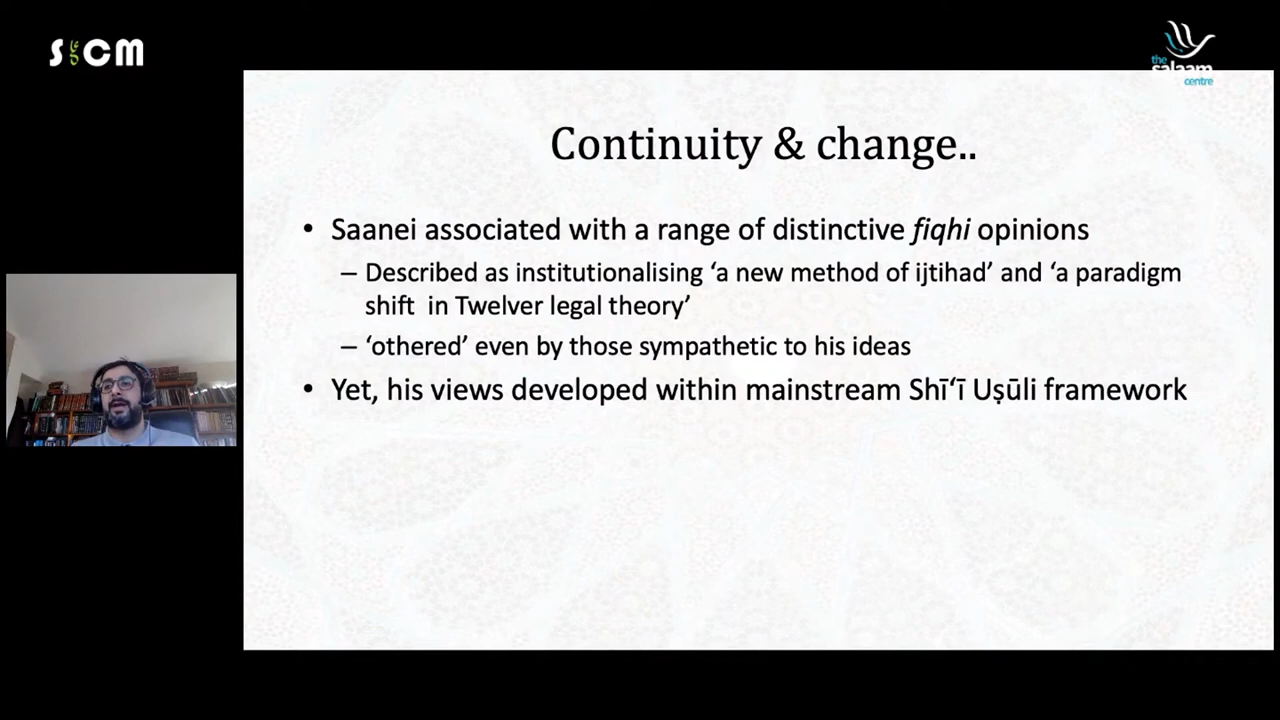 SICM
the
salaam
centre
Continuity & change..
• Saanei associated with a range of distinctive fiqhi opinions
– Described as institutionalising ‘a new method of ijtihad’ and ‘a paradigm
shift in Twelver legal theory’
– ‘othered’ even by those sympathetic to his ideas
• Yet, his views developed within mainstream Shī‘ī Uṣūli framework